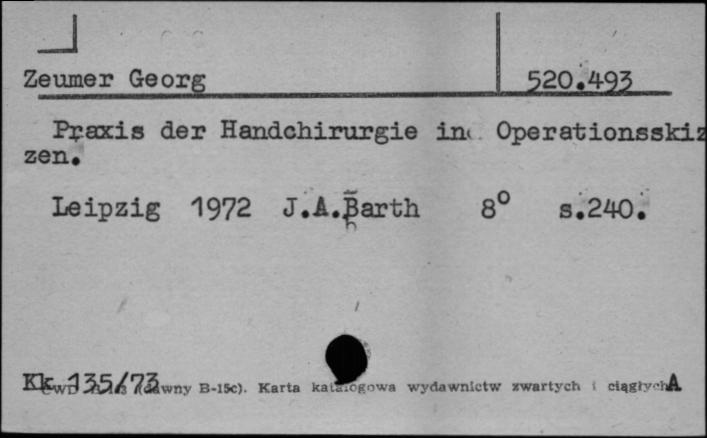 Zeumer Georg 520.493
Praxis der Handchirurgie in Operationsskiz
zen.
Leipzig 1972 J.A.Barth 8° s.240.
Kk 135/73 (dawny B-15c). Karta katalogowa wydawnictw zwartych i ciągłych A